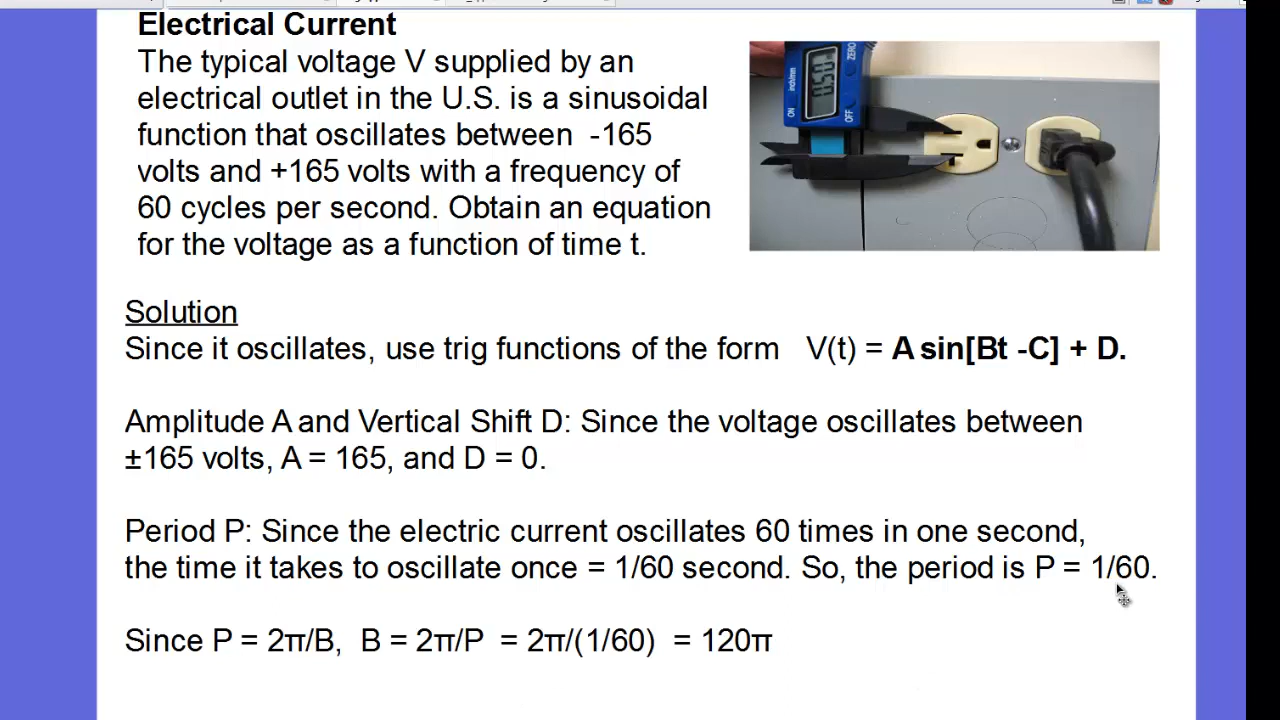 Electrical Current
The typical voltage V supplied by an
electrical outlet in the U.S. is a sinusoidal
function that oscillates between -165
volts and +165 volts with a frequency of
60 cycles per second. Obtain an equation
for the voltage as a function of time t.
inch/mm
ZERO
ON
OFF
Solution
Since it oscillates, use trig functions of the form V(t) = A sin[Bt -C] + D.
Amplitude A and Vertical Shift D: Since the voltage oscillates between
±165 volts, A = 165, and D = 0.
Period P: Since the electric current oscillates 60 times in one second,
the time it takes to oscillate once = 1/60 second. So, the period is P = 1/60.
Since P = 2π/B, B = 2π/P = 2π/(1/60) = 120π